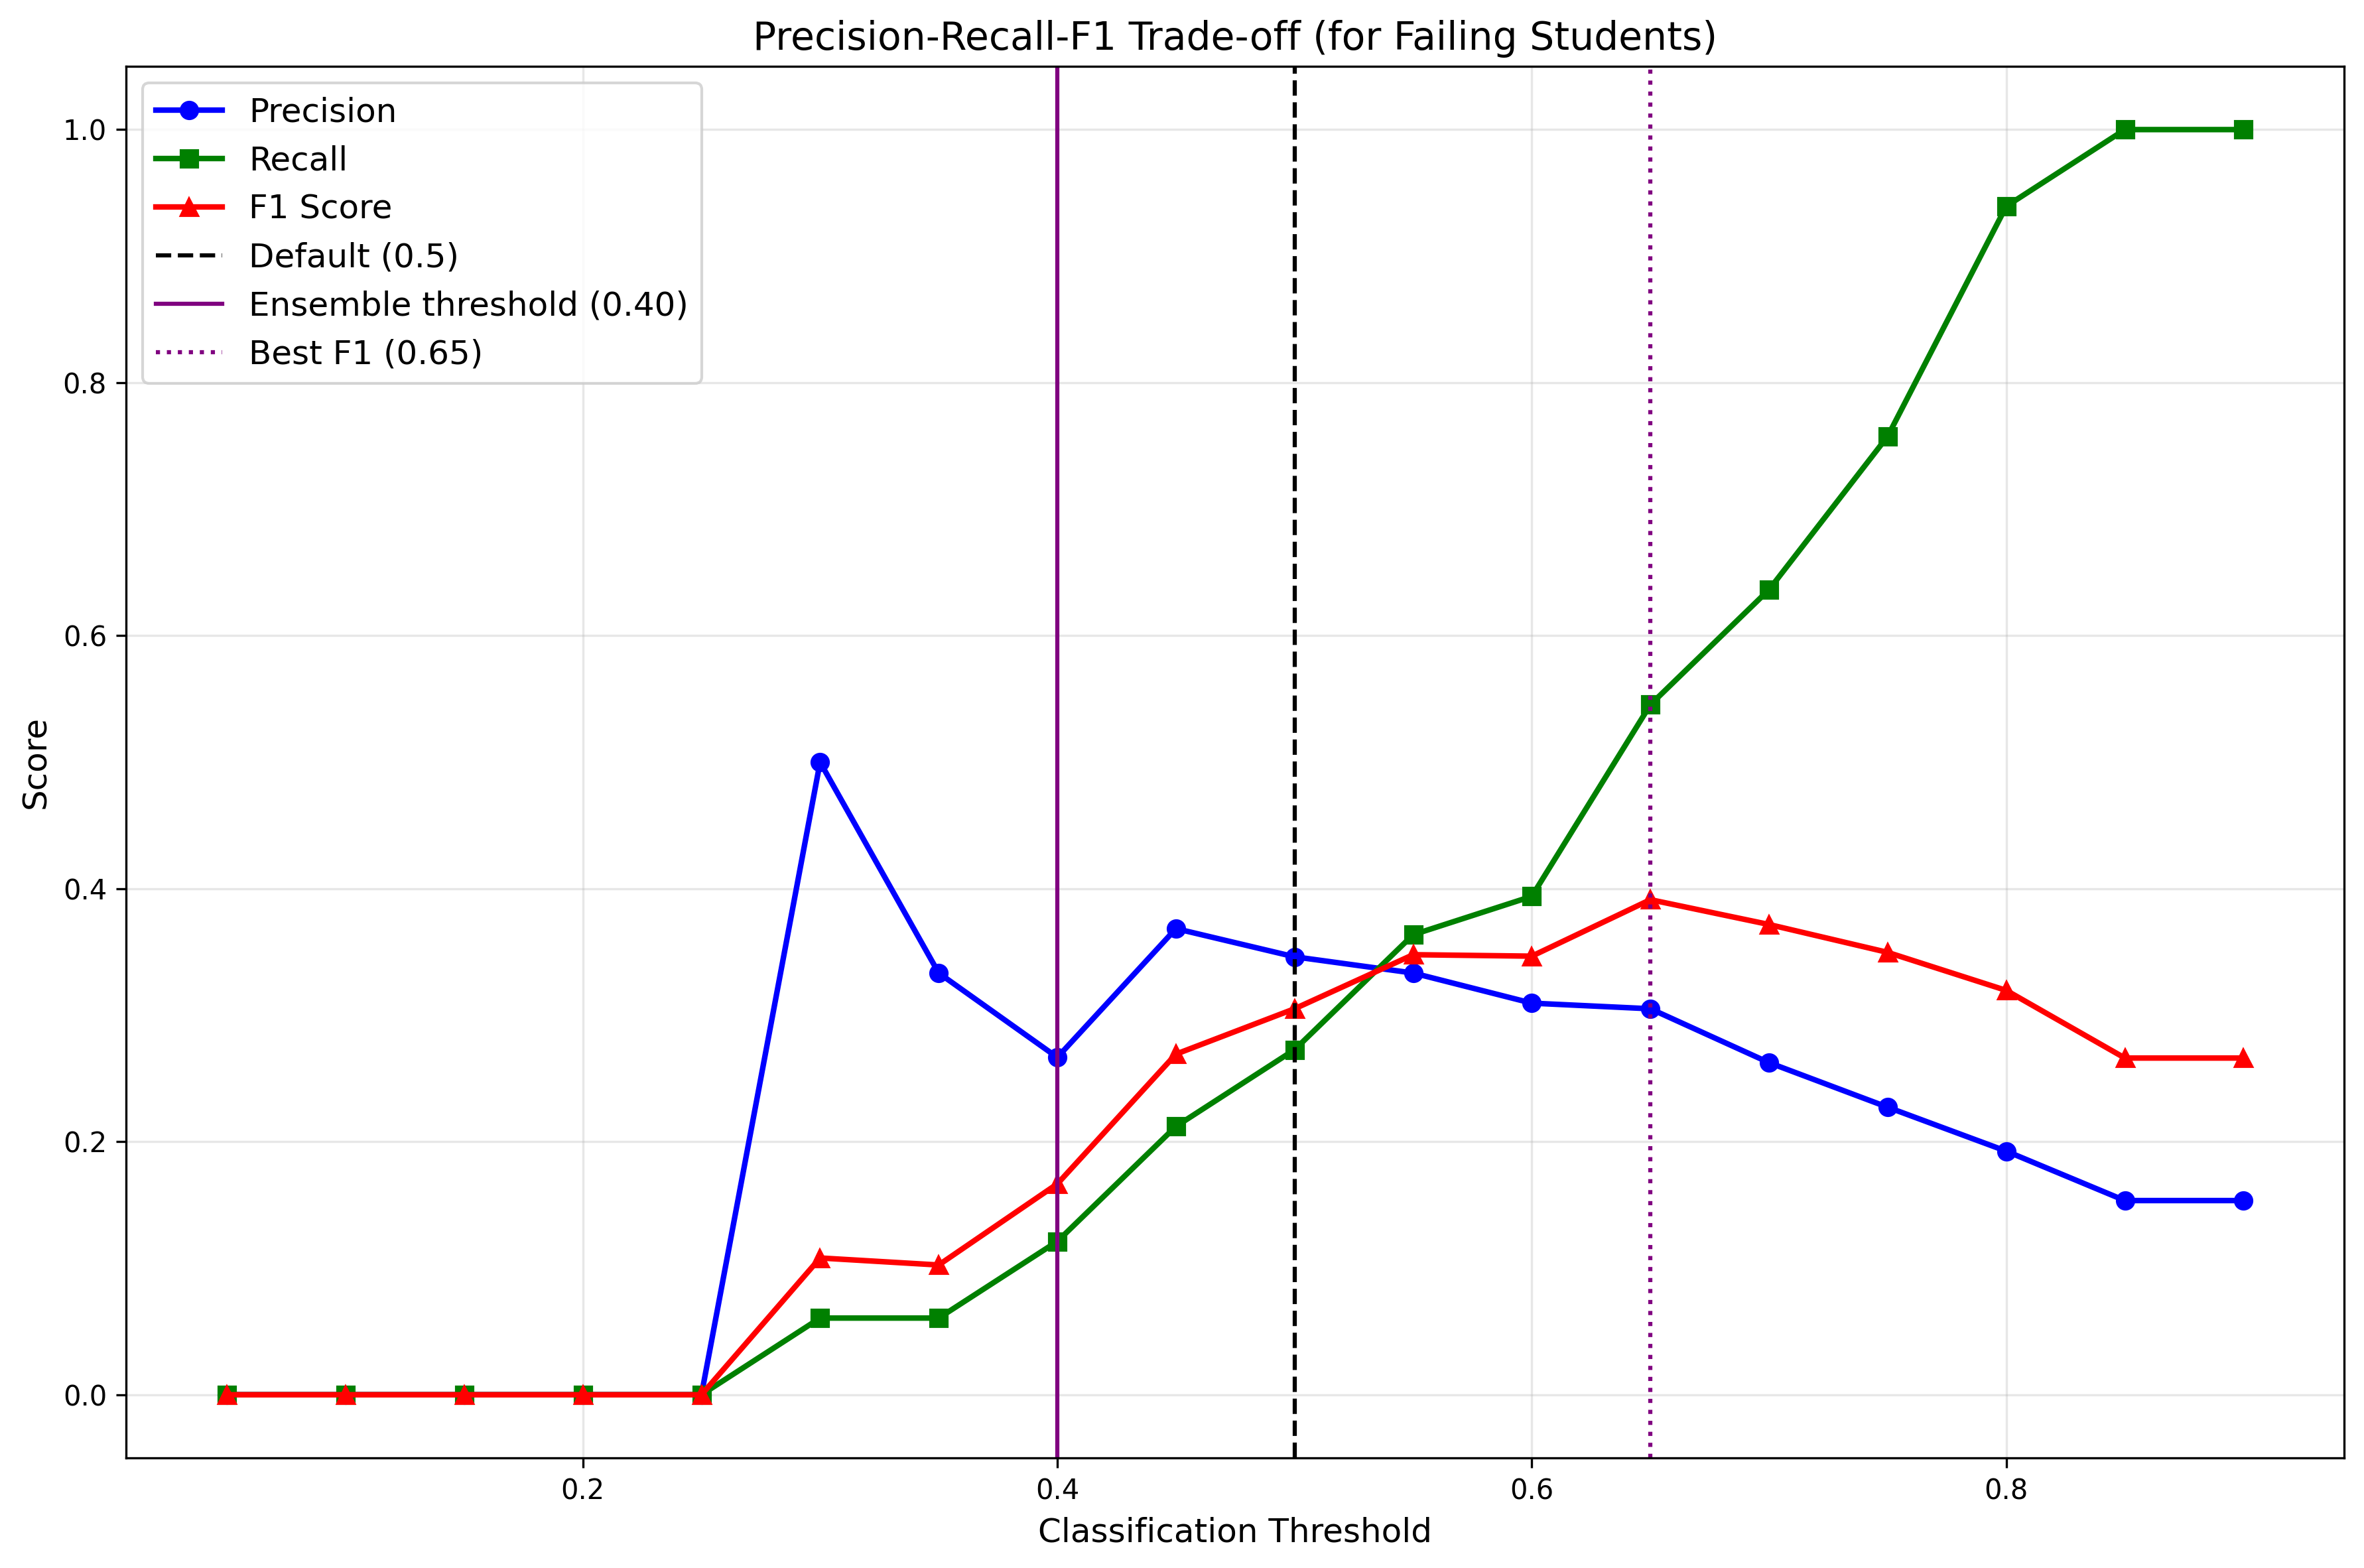 Precision-Recall-F1 Trade-off (for Failing Students)
Precision
Recall
F1 Score
Default (0.5)
Ensemble threshold (0.40)
Best F1 (0.65)
1.0
0.8
0.6
0.4
0.2
0.0
Score
0.2 0.4 0.6 0.8
Classification Threshold